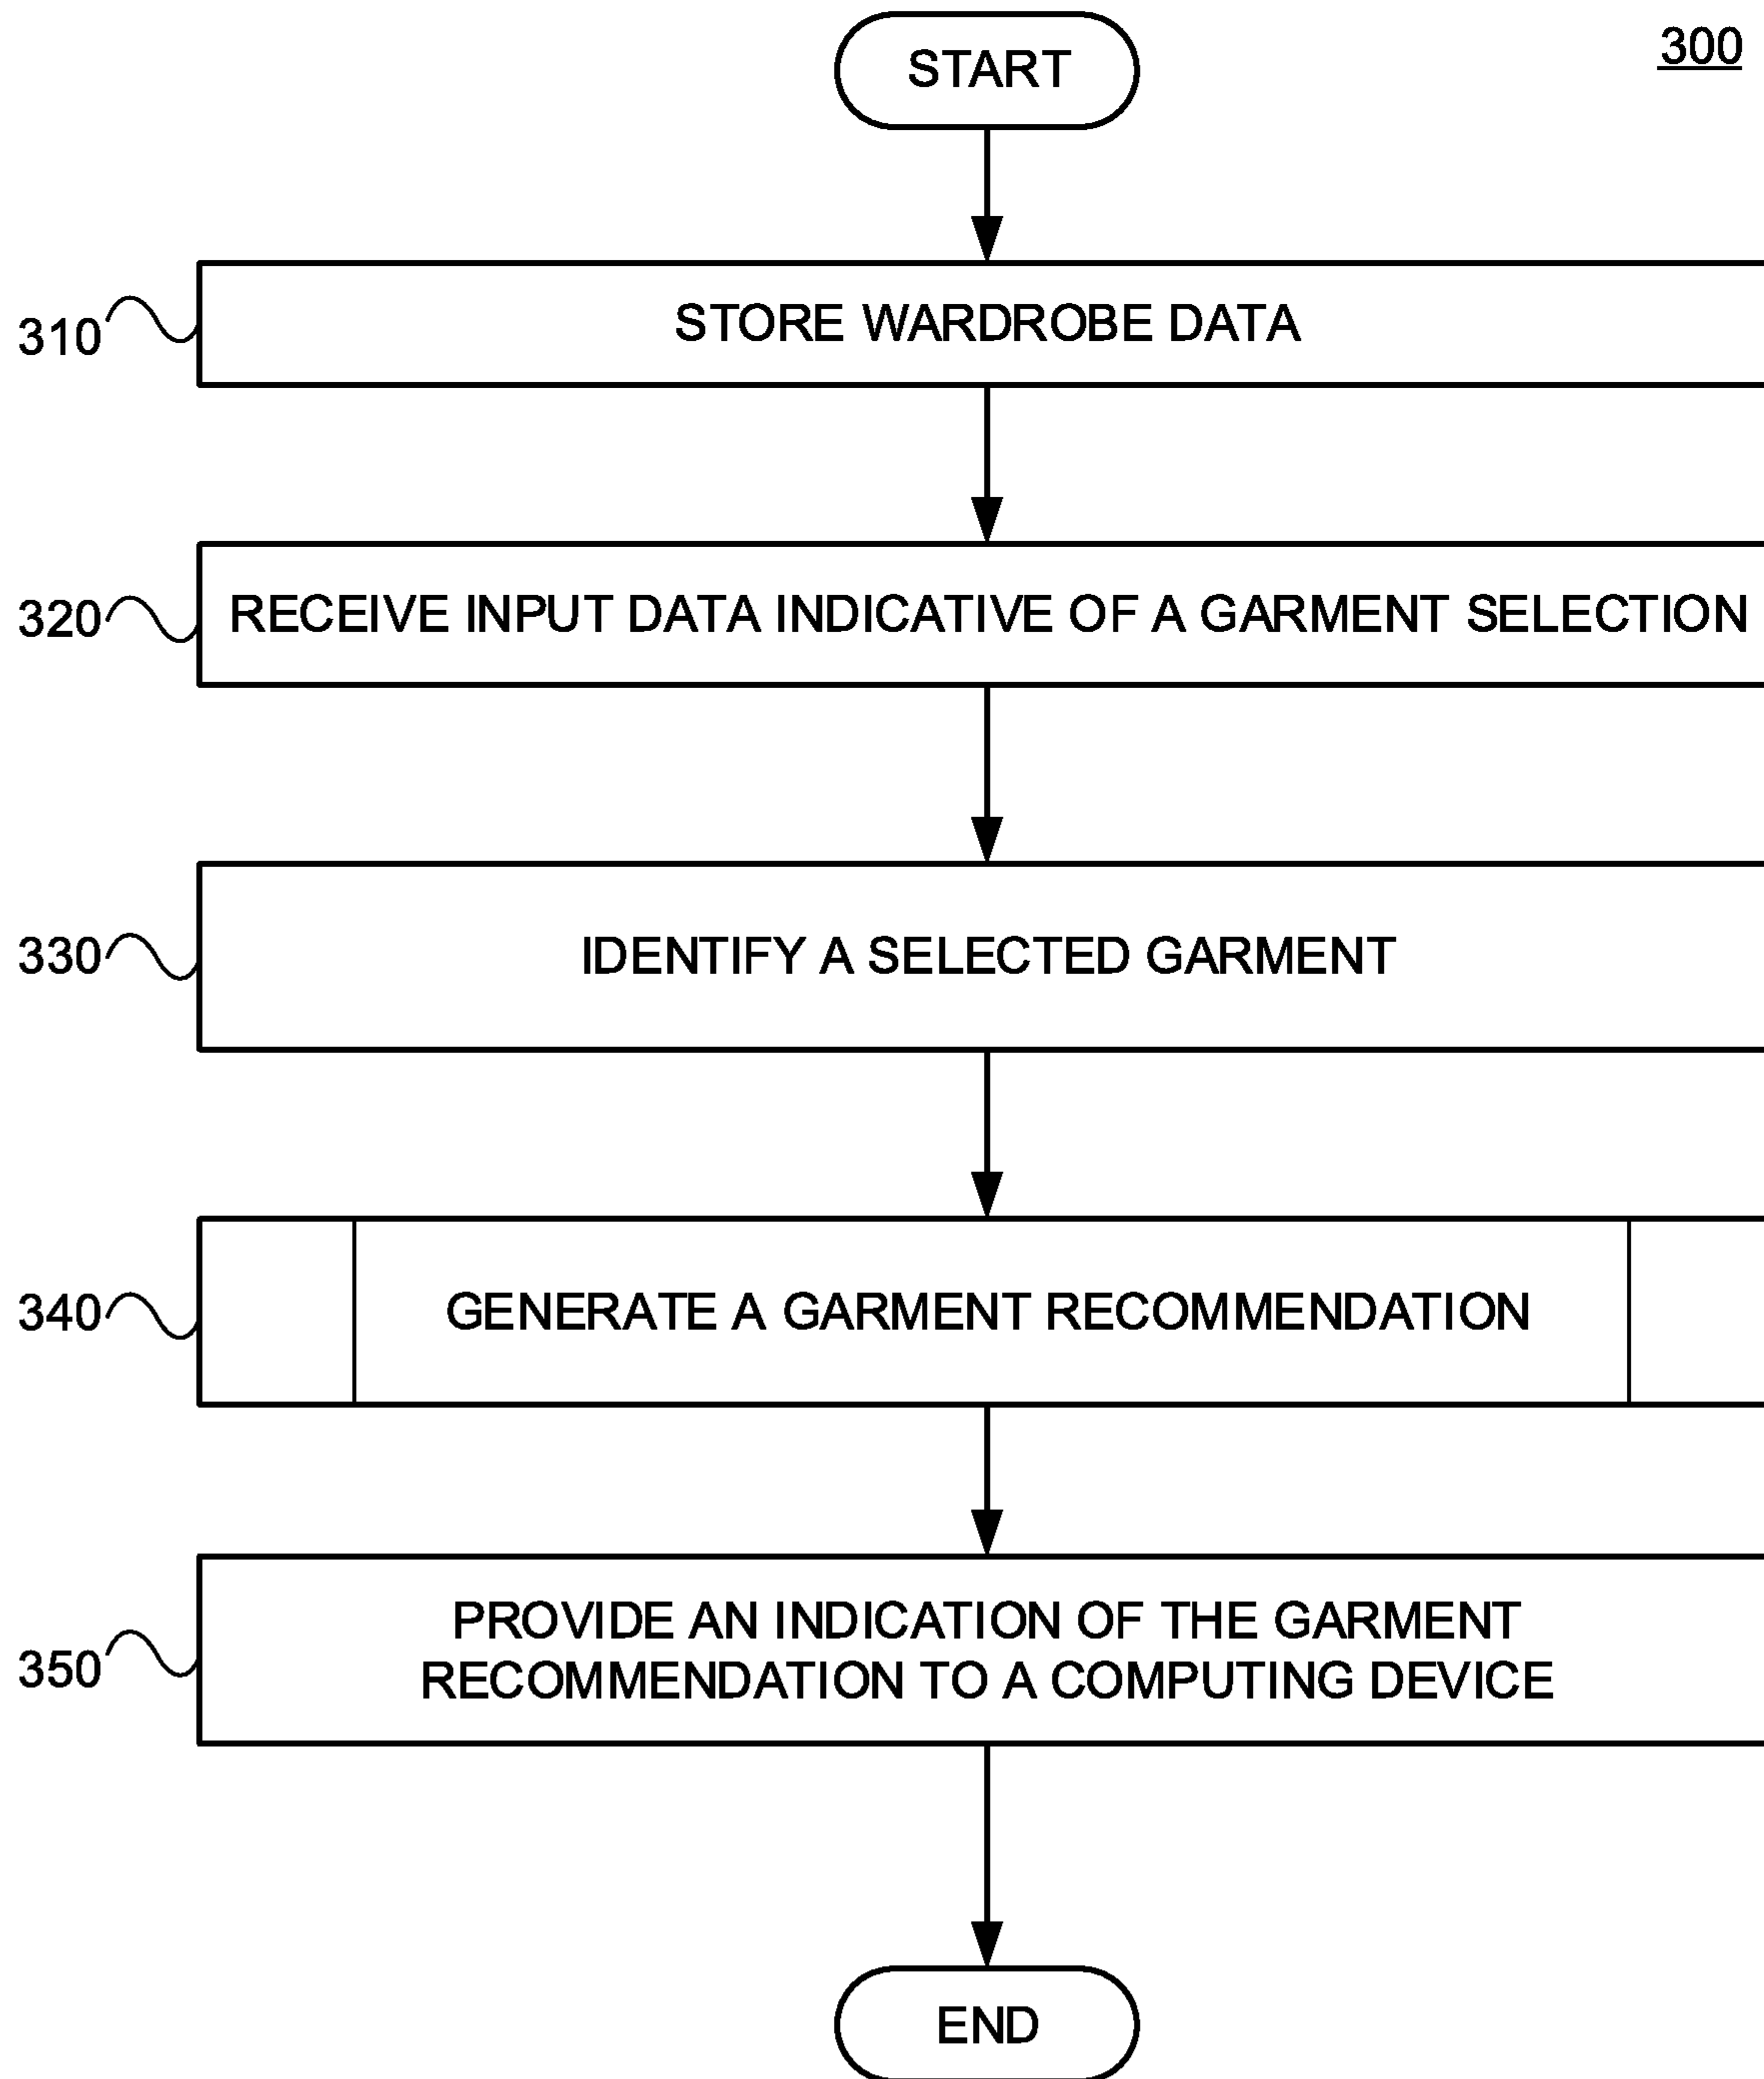 START
300
310
STORE WARDROBE DATA
320
RECEIVE INPUT DATA INDICATIVE OF A GARMENT SELECTION
330
IDENTIFY A SELECTED GARMENT
340
GENERATE A GARMENT RECOMMENDATION
350
PROVIDE AN INDICATION OF THE GARMENT
RECOMMENDATION TO A COMPUTING DEVICE
END